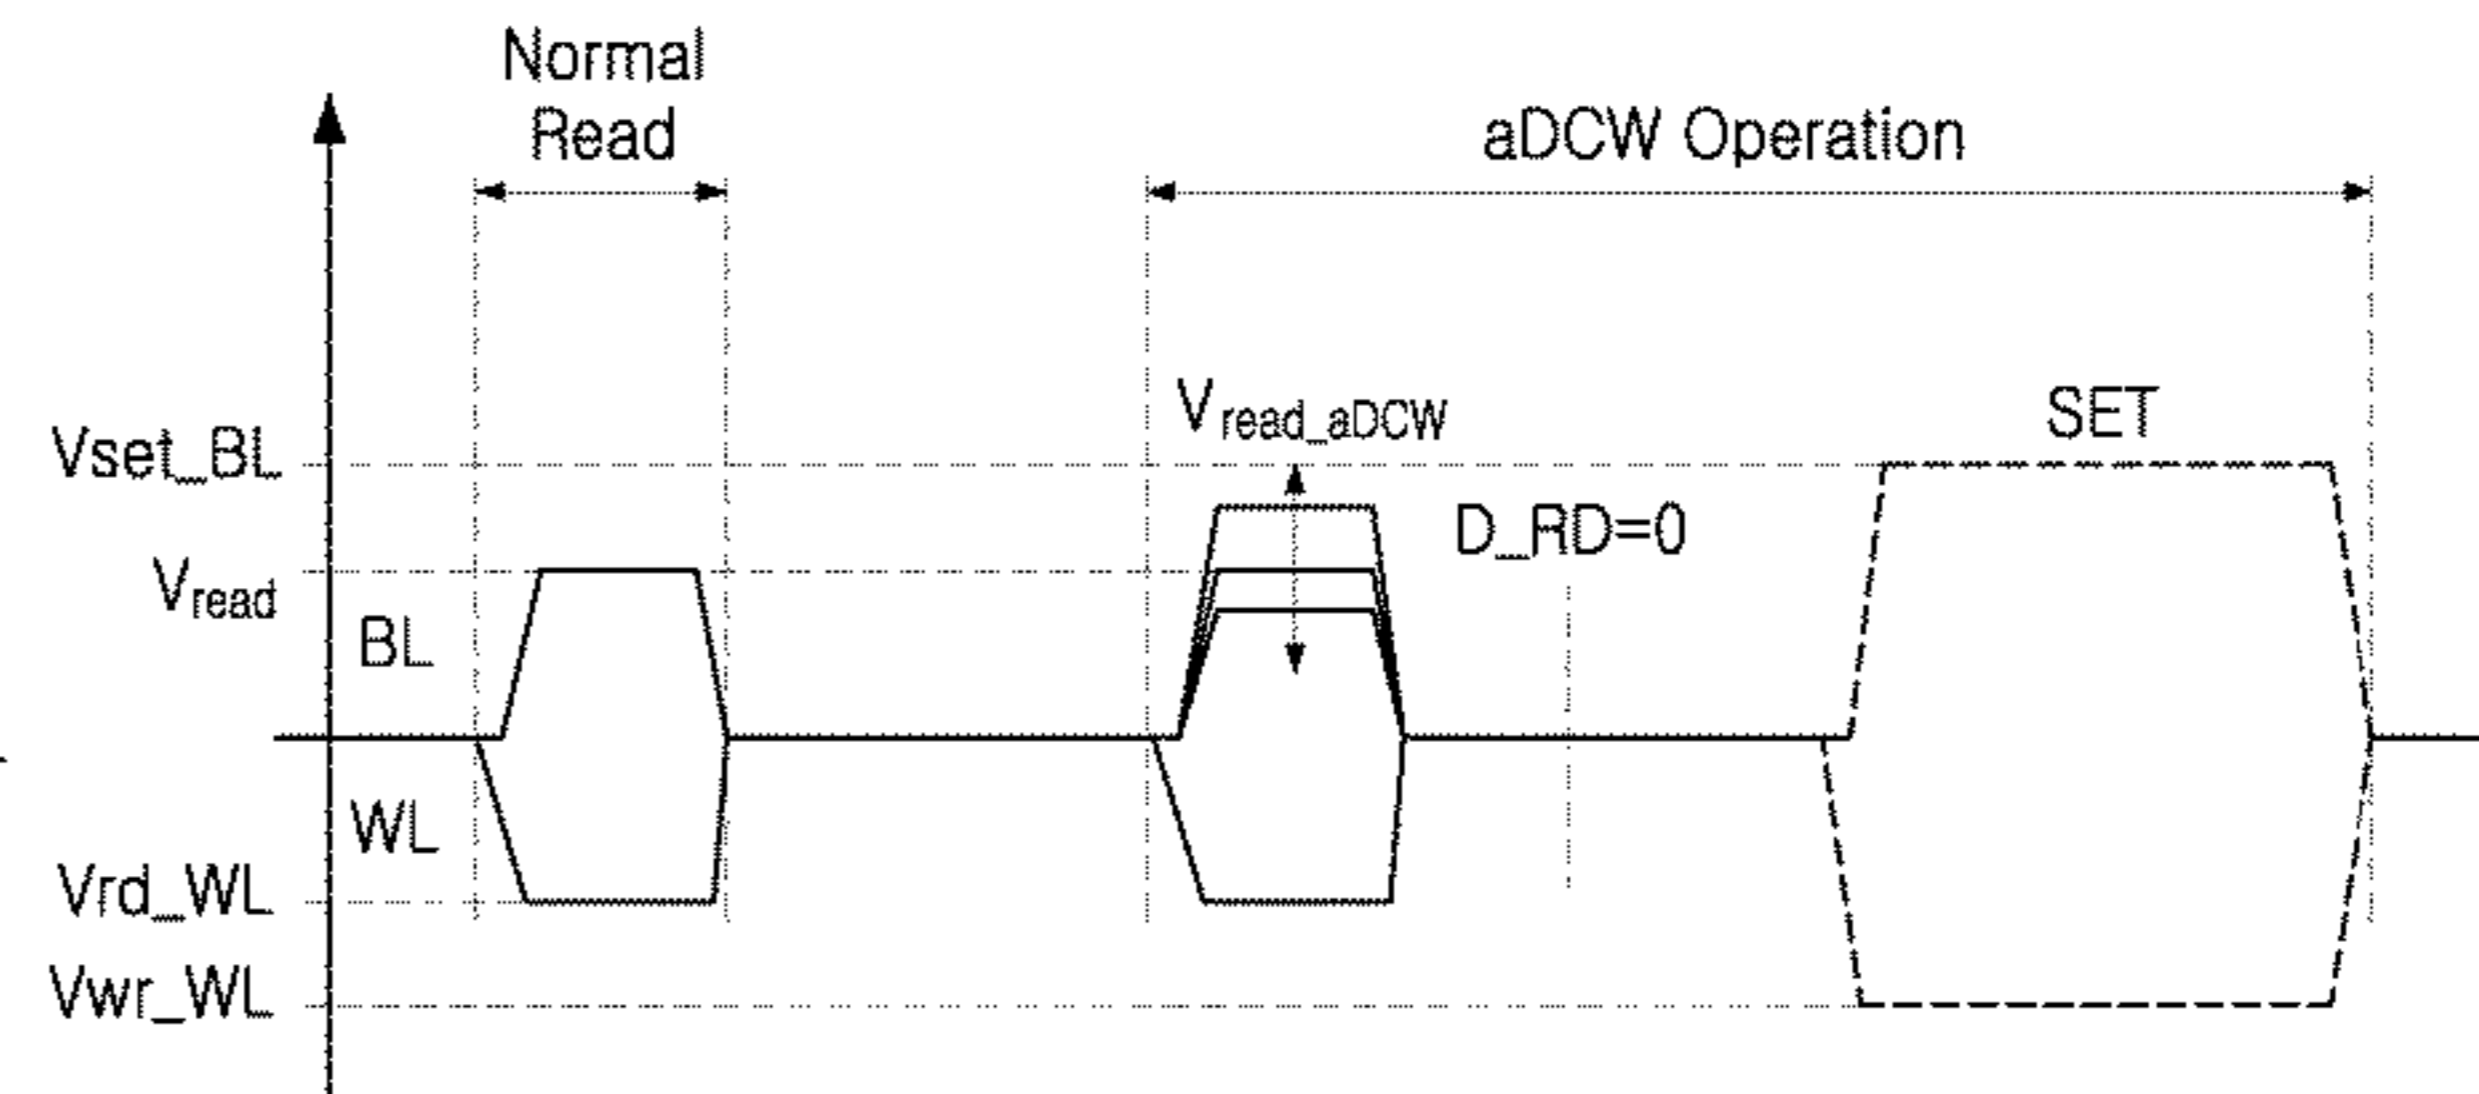 Normal
Read
aDCW Operation
Vread_aDCW
SET
Vset_BL
D_RD=0
Vread
BL
WL
Vrd_WL
Vwr_WL